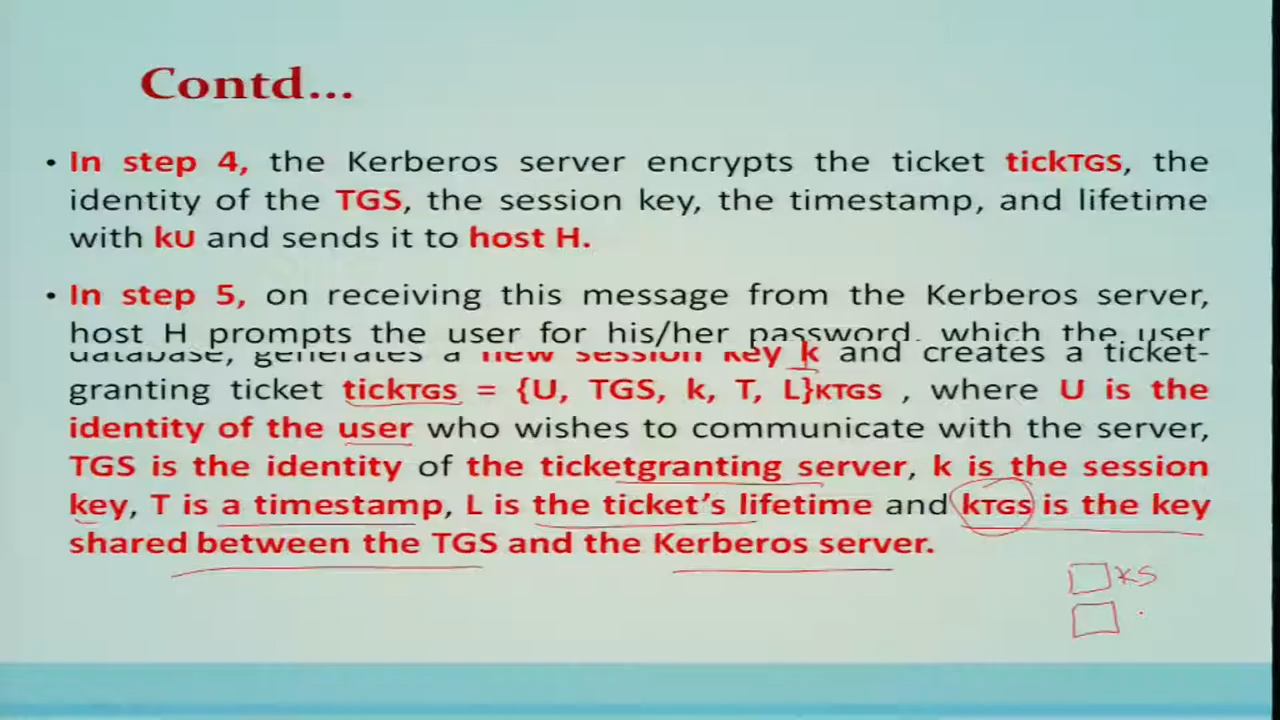 Contd...
• In step 4, the Kerberos server encrypts the ticket tickTGS, the
identity of the TGS, the session key, the timestamp, and lifetime
with kU and sends it to host H.
• In step 5, on receiving this message from the Kerberos server,
host H prompts the user for his/her password, which the user
database, generates a new session key k and creates a ticket-
granting ticket tickTGS = {U, TGS, k, T, L}KTGS , where U is the
identity of the user who wishes to communicate with the server,
TGS is the identity of the ticketgranting server, k is the session
key, T is a timestamp, L is the ticket's lifetime and kTGS is the key
shared between the TGS and the Kerberos server.
KS